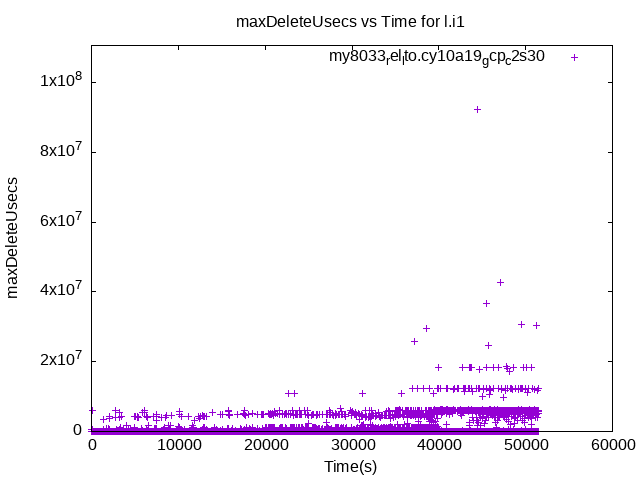 maxDeleteUsecs vs Time for l.i1
my8033_rel_lto.cy10a19_gcp_c2s30
1x10^8
8x10^7
6x10^7
4x10^7
2x10^7
0
maxDeleteUsecs
0 10000 20000 30000 40000 50000 60000
Time(s)